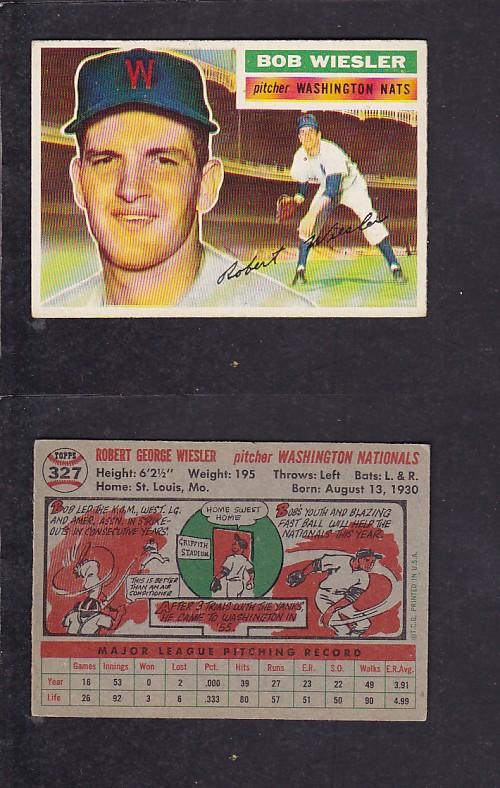 W
BOB WIESLER
pitcher WASHINGTON NATS
Robert Wiesler
TOPPS
327
ROBERT GEORGE WIESLER pitcher WASHINGTON NATIONALS
Height: 6'2½" Weight: 195 Throws: Left Bats: L. & R.
Home: St. Louis, Mo. Born: August 13, 1930
BOB LED THE K.O.M., WEST. LG.
AND AMER. ASSN. IN STRIKE-
OUTS IN CONSECUTIVE YEARS.
THIS IS BETTER
THAN AN AIR
CONDITIONER
HOME SWEET
HOME
GRIFFITH
STADIUM
AFTER 3 TRIALS WITH THE YANKS,
HE CAME TO WASHINGTON IN
'55.
BOB'S YOUTH AND BLAZING
FAST BALL WILL HELP THE
NATIONALS THIS YEAR.
© T.C.G. PRINTED IN U.S.A.
MAJOR LEAGUE PITCHING RECORD
Games Innings Won Lost Pct. Hits Runs E.R. S.O. Walks E.R.Avg.
Year 16 53 0 2 .000 39 27 23 22 49 3.91
Life 26 92 3 6 .333 80 57 51 50 90 4.99